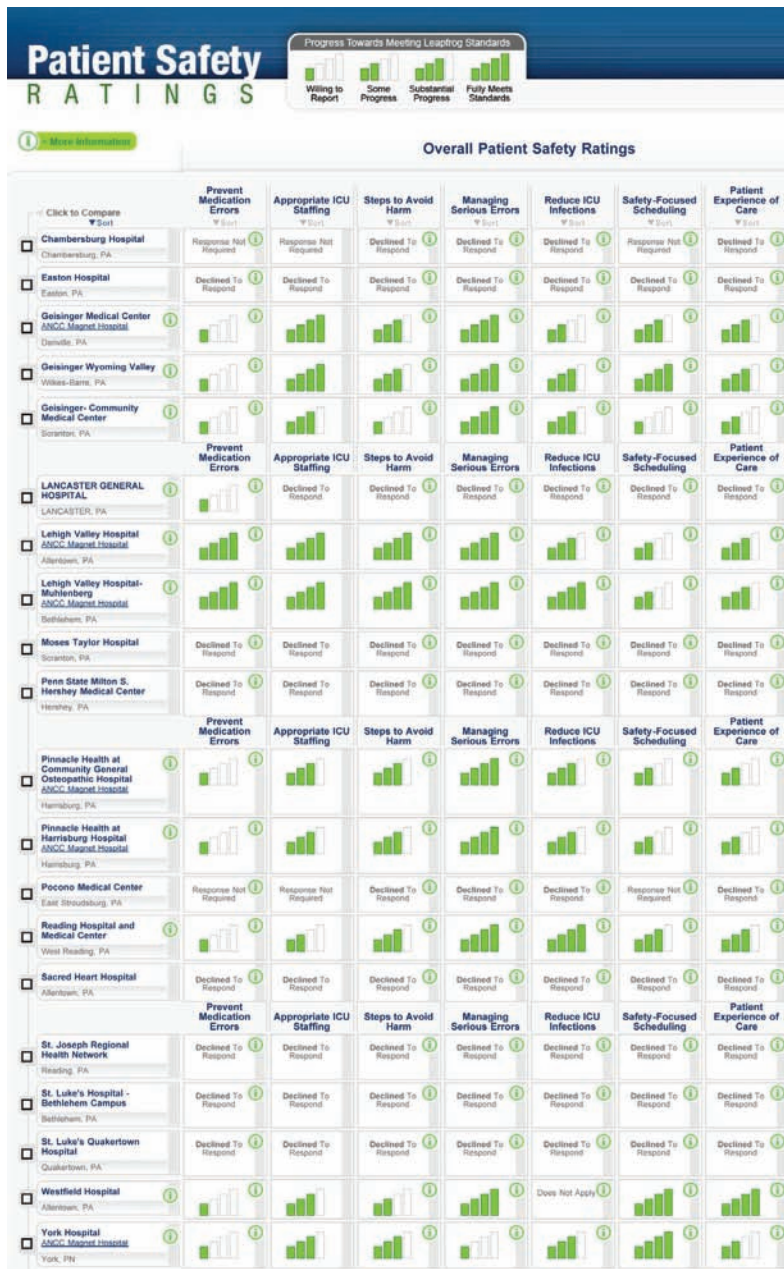 Patient Safety
RATINGS
Progress Towards Meeting Leapfrog Standards
Willing to Report
Some Progress
Substantial Progress
Fully Meets Standards
i = More Information
Overall Patient Safety Ratings
Click to Compare
▼Sort
Prevent Medication Errors
▼Sort
Appropriate ICU Staffing
▼Sort
Steps to Avoid Harm
▼Sort
Managing Serious Errors
▼Sort
Reduce ICU Infections
▼Sort
Safety-Focused Scheduling
▼Sort
Patient Experience of Care
▼Sort
Chambersburg Hospital
Chambersburg, PA
Response Not Required
Response Not Required
Declined To Respond
Declined To Respond
Declined To Respond
Response Not Required
Declined To Respond
Easton Hospital
Easton, PA
Declined To Respond
Declined To Respond
Declined To Respond
Declined To Respond
Declined To Respond
Declined To Respond
Declined To Respond
Geisinger Medical Center
ANCC Magnet Hospital
Danville, PA
Geisinger Wyoming Valley
Wilkes-Barre, PA
Geisinger- Community Medical Center
Scranton, PA
Prevent Medication Errors
Appropriate ICU Staffing
Steps to Avoid Harm
Managing Serious Errors
Reduce ICU Infections
Safety-Focused Scheduling
Patient Experience of Care
LANCASTER GENERAL HOSPITAL
LANCASTER, PA
Declined To Respond
Declined To Respond
Declined To Respond
Declined To Respond
Declined To Respond
Declined To Respond
Lehigh Valley Hospital
ANCC Magnet Hospital
Allentown, PA
Lehigh Valley Hospital-Muhlenberg
ANCC Magnet Hospital
Bethlehem, PA
Moses Taylor Hospital
Scranton, PA
Declined To Respond
Declined To Respond
Declined To Respond
Declined To Respond
Declined To Respond
Declined To Respond
Declined To Respond
Penn State Milton S. Hershey Medical Center
Hershey, PA
Declined To Respond
Declined To Respond
Declined To Respond
Declined To Respond
Declined To Respond
Declined To Respond
Declined To Respond
Prevent Medication Errors
Appropriate ICU Staffing
Steps to Avoid Harm
Managing Serious Errors
Reduce ICU Infections
Safety-Focused Scheduling
Patient Experience of Care
Pinnacle Health at Community General Osteopathic Hospital
ANCC Magnet Hospital
Harrisburg, PA
Pinnacle Health at Harrisburg Hospital
ANCC Magnet Hospital
Harrisburg, PA
Pocono Medical Center
East Stroudsburg, PA
Response Not Required
Response Not Required
Declined To Respond
Declined To Respond
Declined To Respond
Response Not Required
Declined To Respond
Reading Hospital and Medical Center
West Reading, PA
Sacred Heart Hospital
Allentown, PA
Declined To Respond
Declined To Respond
Declined To Respond
Declined To Respond
Declined To Respond
Declined To Respond
Declined To Respond
Prevent Medication Errors
Appropriate ICU Staffing
Steps to Avoid Harm
Managing Serious Errors
Reduce ICU Infections
Safety-Focused Scheduling
Patient Experience of Care
St. Joseph Regional Health Network
Reading, PA
Declined To Respond
Declined To Respond
Declined To Respond
Declined To Respond
Declined To Respond
Declined To Respond
Declined To Respond
St. Luke's Hospital - Bethlehem Campus
Bethlehem, PA
Declined To Respond
Declined To Respond
Declined To Respond
Declined To Respond
Declined To Respond
Declined To Respond
Declined To Respond
St. Luke's Quakertown Hospital
Quakertown, PA
Declined To Respond
Declined To Respond
Declined To Respond
Declined To Respond
Declined To Respond
Declined To Respond
Declined To Respond
Westfield Hospital
Allentown, PA
Does Not Apply
York Hospital
ANCC Magnet Hospital
York, PN